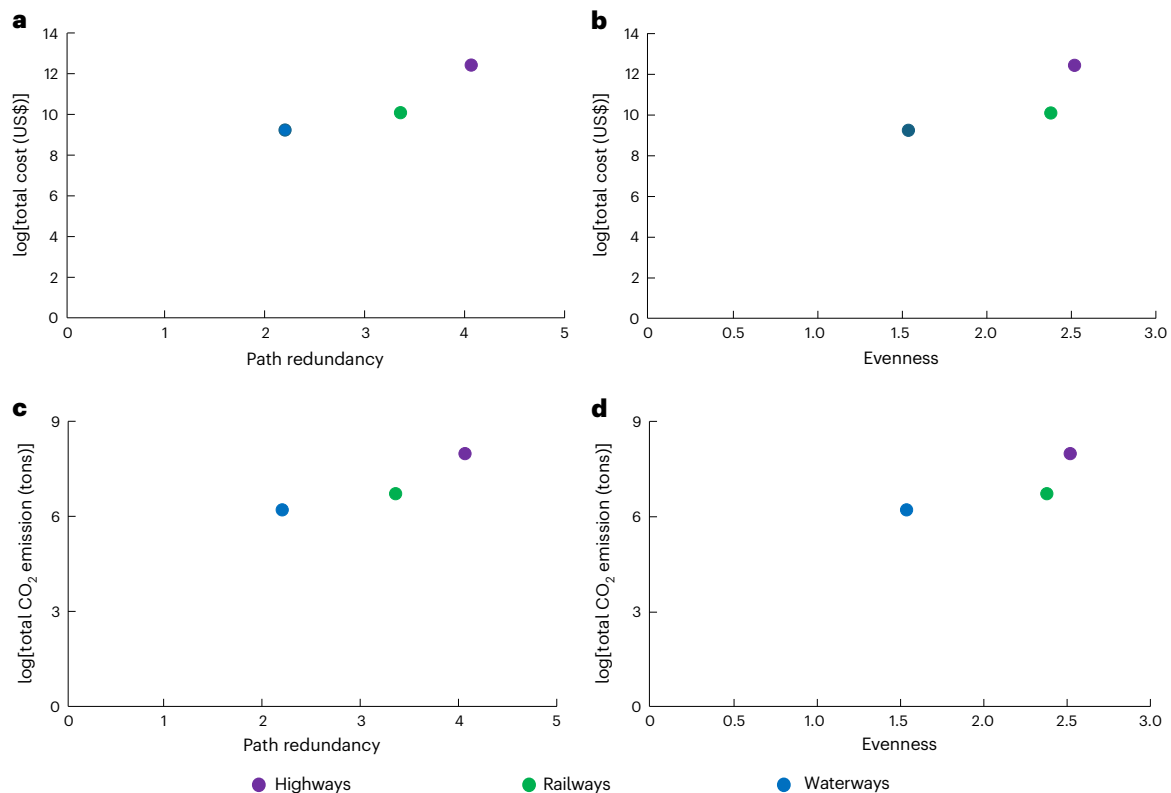 a
14
12
10
8
6
4
2
0
log[total cost (US$)]
0 1 2 3 4 5
Path redundancy
b
14
12
10
8
6
4
2
0
log[total cost (US$)]
0 0.5 1.0 1.5 2.0 2.5 3.0
Evenness
c
9
6
3
0
log[total CO₂ emission (tons)]
0 1 2 3 4 5
Path redundancy
d
9
6
3
0
log[total CO₂ emission (tons)]
0 0.5 1.0 1.5 2.0 2.5 3.0
Evenness
Highways Railways Waterways